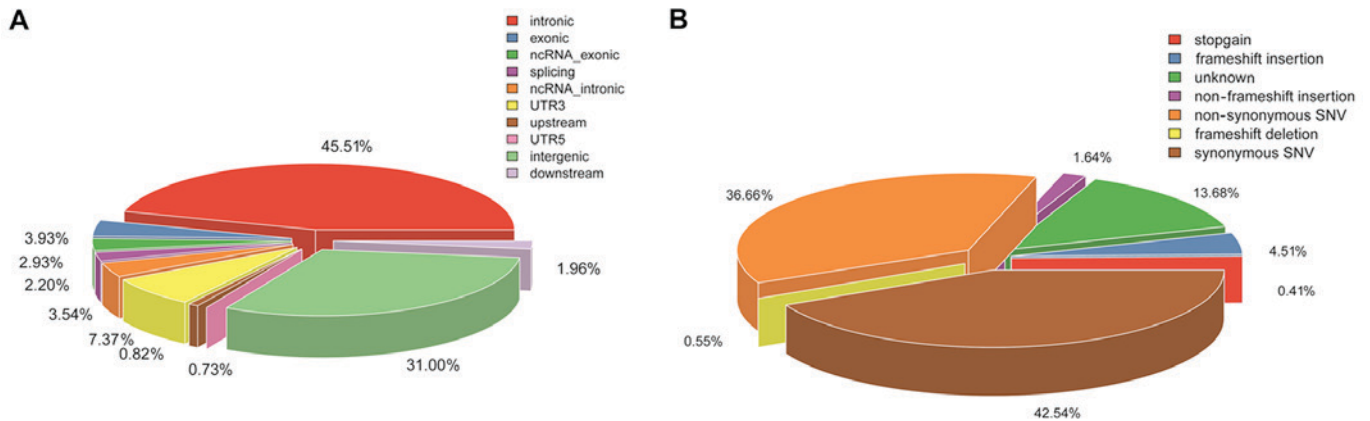 A
intronic
exonic
ncRNA_exonic
splicing
ncRNA_intronic
UTR3
upstream
UTR5
intergenic
downstream
45.51%
3.93%
2.93%
2.20%
3.54%
7.37%
0.82%
0.73%
31.00%
1.96%
B
stopgain
frameshift insertion
unknown
non-frameshift insertion
non-synonymous SNV
frameshift deletion
synonymous SNV
1.64%
36.66%
13.68%
4.51%
0.41%
0.55%
42.54%